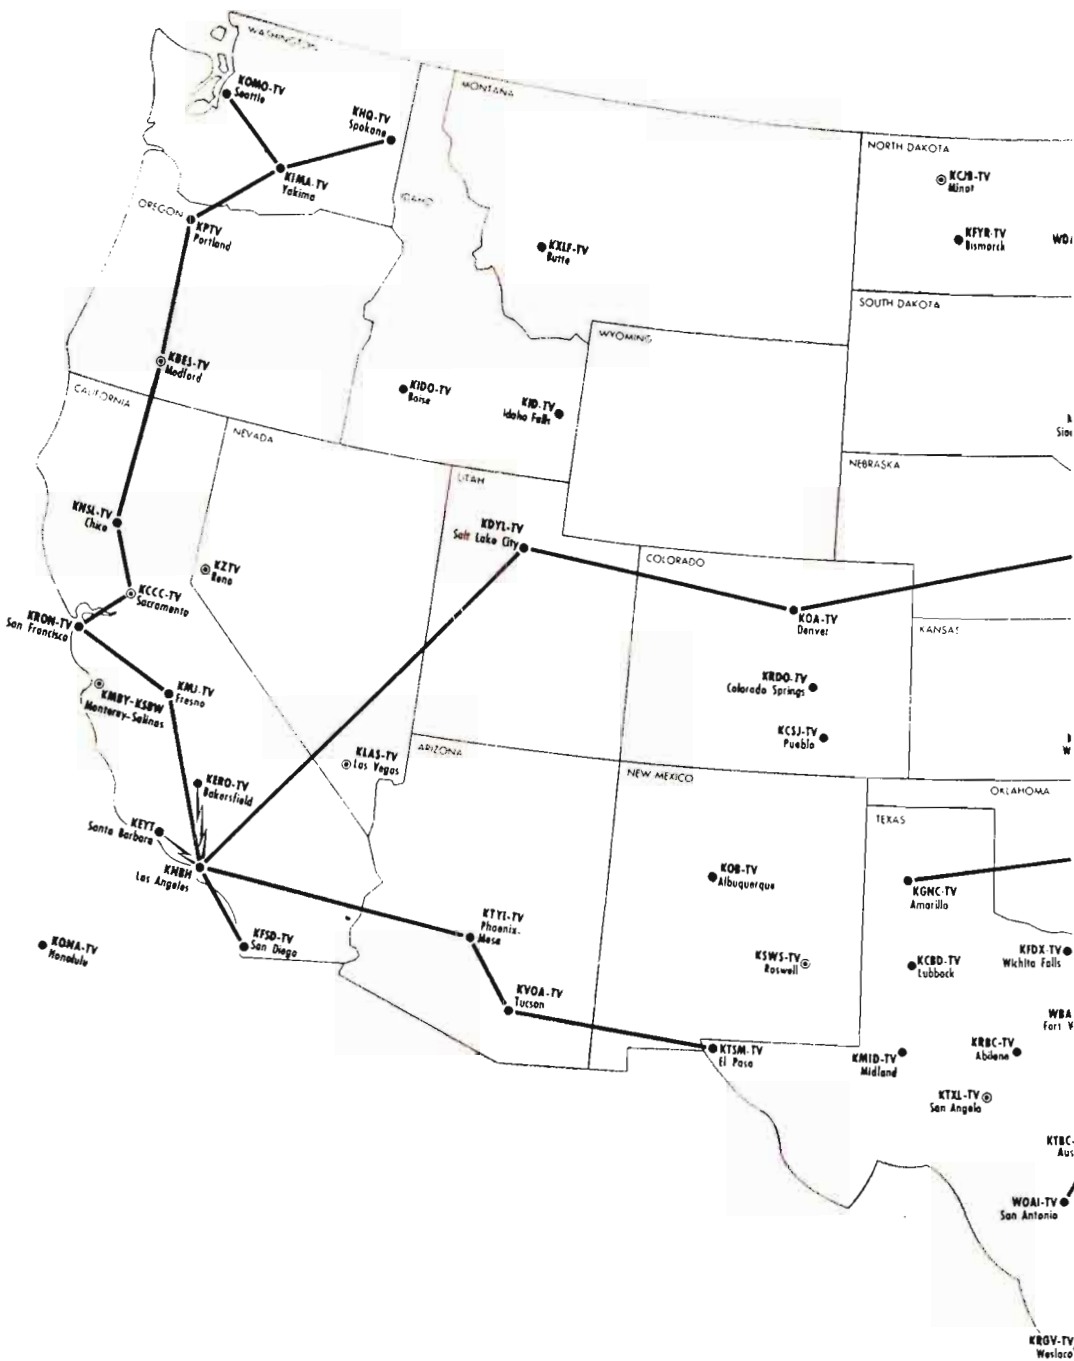 WASHINGTON
KOMO-TV
Seattle
KHQ-TV
Spokane
KIMA-TV
Yakima
MONTANA
IDAHO
OREGON
KPTV
Portland
KXLF-TV
Butte
NORTH DAKOTA
KCJB-TV
Minot
KFYR-TV
Bismarck
SOUTH DAKOTA
WYOMING
KBES-TV
Medford
CALIFORNIA
KIDO-TV
Boise
KID-TV
Idaho Falls
NEVADA
UTAH
NEBRASKA
KHSL-TV
Chico
KDYL-TV
Salt Lake City
COLORADO
KZTV
Reno
KCCC-TV
Sacramento
KRON-TV
San Francisco
KOA-TV
Denver
KANSAS
KMJ-TV
Fresno
KMBY-KSBW
Monterey-Salinas
KRDO-TV
Colorado Springs
KCSJ-TV
Pueblo
ARIZONA
KLAS-TV
Las Vegas
NEW MEXICO
OKLAHOMA
KERO-TV
Bakersfield
TEXAS
KEYT
Santa Barbara
KNBH
Los Angeles
KOB-TV
Albuquerque
KGNC-TV
Amarillo
KTYL-TV
Phoenix-
Mesa
KFSD-TV
San Diego
KONA-TV
Honolulu
KSWS-TV
Roswell
KCBD-TV
Lubbock
KFDX-TV
Wichita Falls
KVOA-TV
Tucson
WBA
KTSM-TV
El Paso
KMID-TV
Midland
KRBC-TV
Abilene
KTXL-TV
San Angelo
KTBC-
Aus
WOAI-TV
San Antonio
KRGV-TV
Weslaco